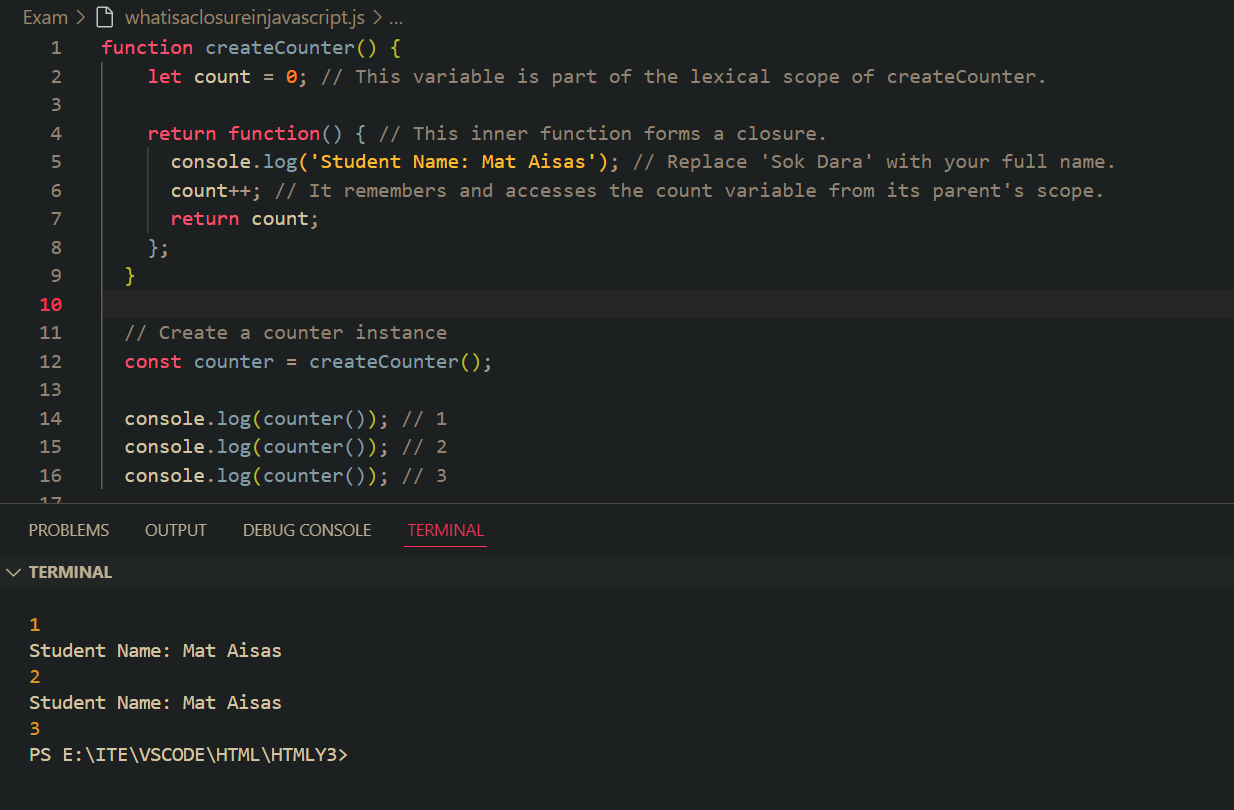 Exam > whatisaclosureinjavascript.js > ...
1 function createCounter() {
2 let count = 0; // This variable is part of the lexical scope of createCounter.
3
4 return function() { // This inner function forms a closure.
5 console.log('Student Name: Mat Aisas'); // Replace 'Sok Dara' with your full name.
6 count++; // It remembers and accesses the count variable from its parent's scope.
7 return count;
8 };
9 }
10
11 // Create a counter instance
12 const counter = createCounter();
13
14 console.log(counter()); // 1
15 console.log(counter()); // 2
16 console.log(counter()); // 3
17
PROBLEMS OUTPUT DEBUG CONSOLE TERMINAL
TERMINAL
1
Student Name: Mat Aisas
2
Student Name: Mat Aisas
3
PS E:\ITE\VSCODE\HTML\HTMLY3>